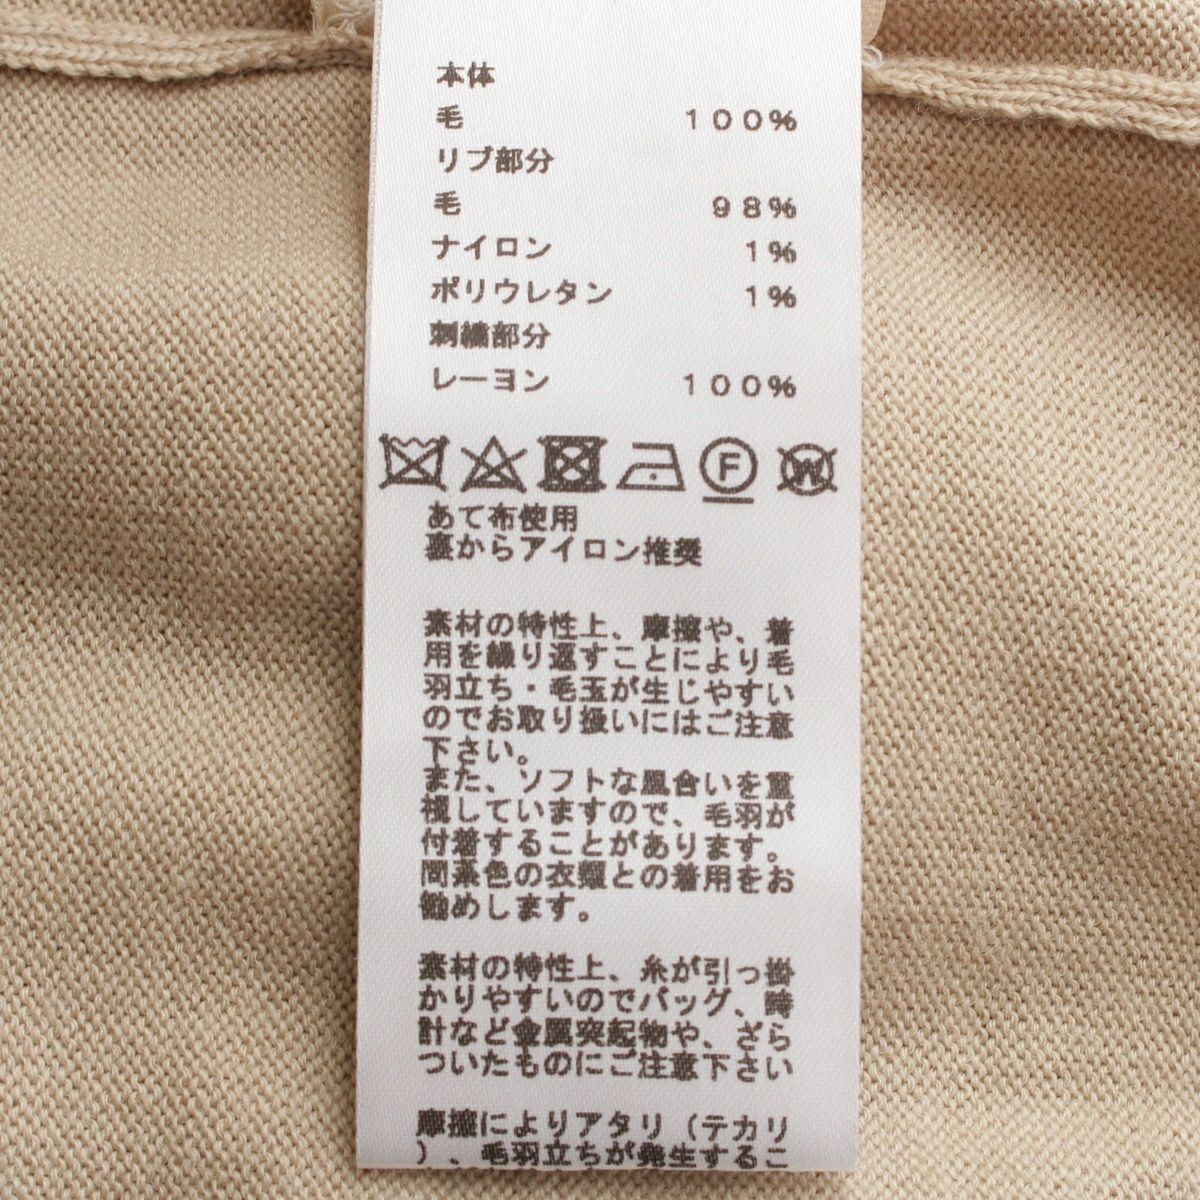 本体
毛 100%
リブ部分
毛 98%
ナイロン 1%
ポリウレタン 1%
刺繍部分
レーヨン 100%
F W
あて布使用
裏からアイロン推奨
素材の特性上、摩擦や、着
用を繰り返すことにより毛
羽立ち・毛玉が生じやすい
のでお取り扱いにはご注意
下さい。
また、ソフトな風合いを重
視していますので、毛羽が
付着することがあります。
同系色の衣類との着用をお
勧めします。
素材の特性上、糸が引っ掛
かりやすいのでバッグ、時
計など金属突起物や、ざら
ついたものにご注意下さい
摩擦によりアタリ（テカリ
）、毛羽立ちが発生するこ